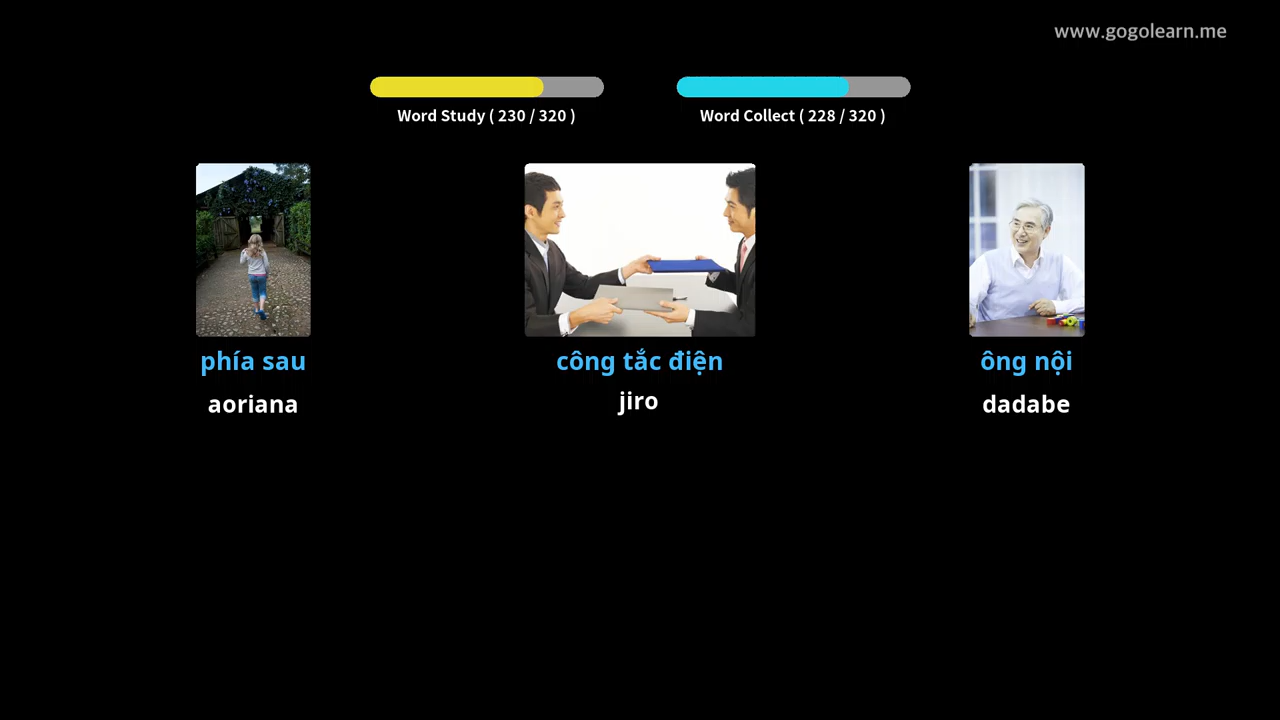 www.gogolearn.me
Word Study ( 230 / 320 )
Word Collect ( 228 / 320 )
phía sau
aoriana
công tắc điện
jiro
ông nội
dadabe